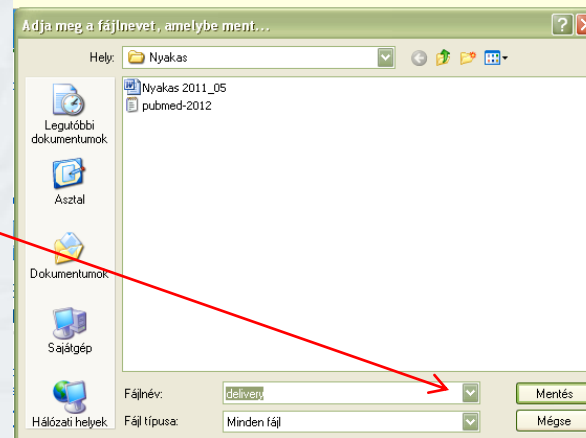 Adja meg a fájlnevet, amelybe ment...
Hely: Nyakas
Nyakas 2011_05
pubmed-2012
Legutóbbi
dokumentumok
Asztal
Dokumentumok
Sajátgép
Hálózati helyek
Fájlnév: delivery Mentés
Fájl típusa: Minden fájl Mégse